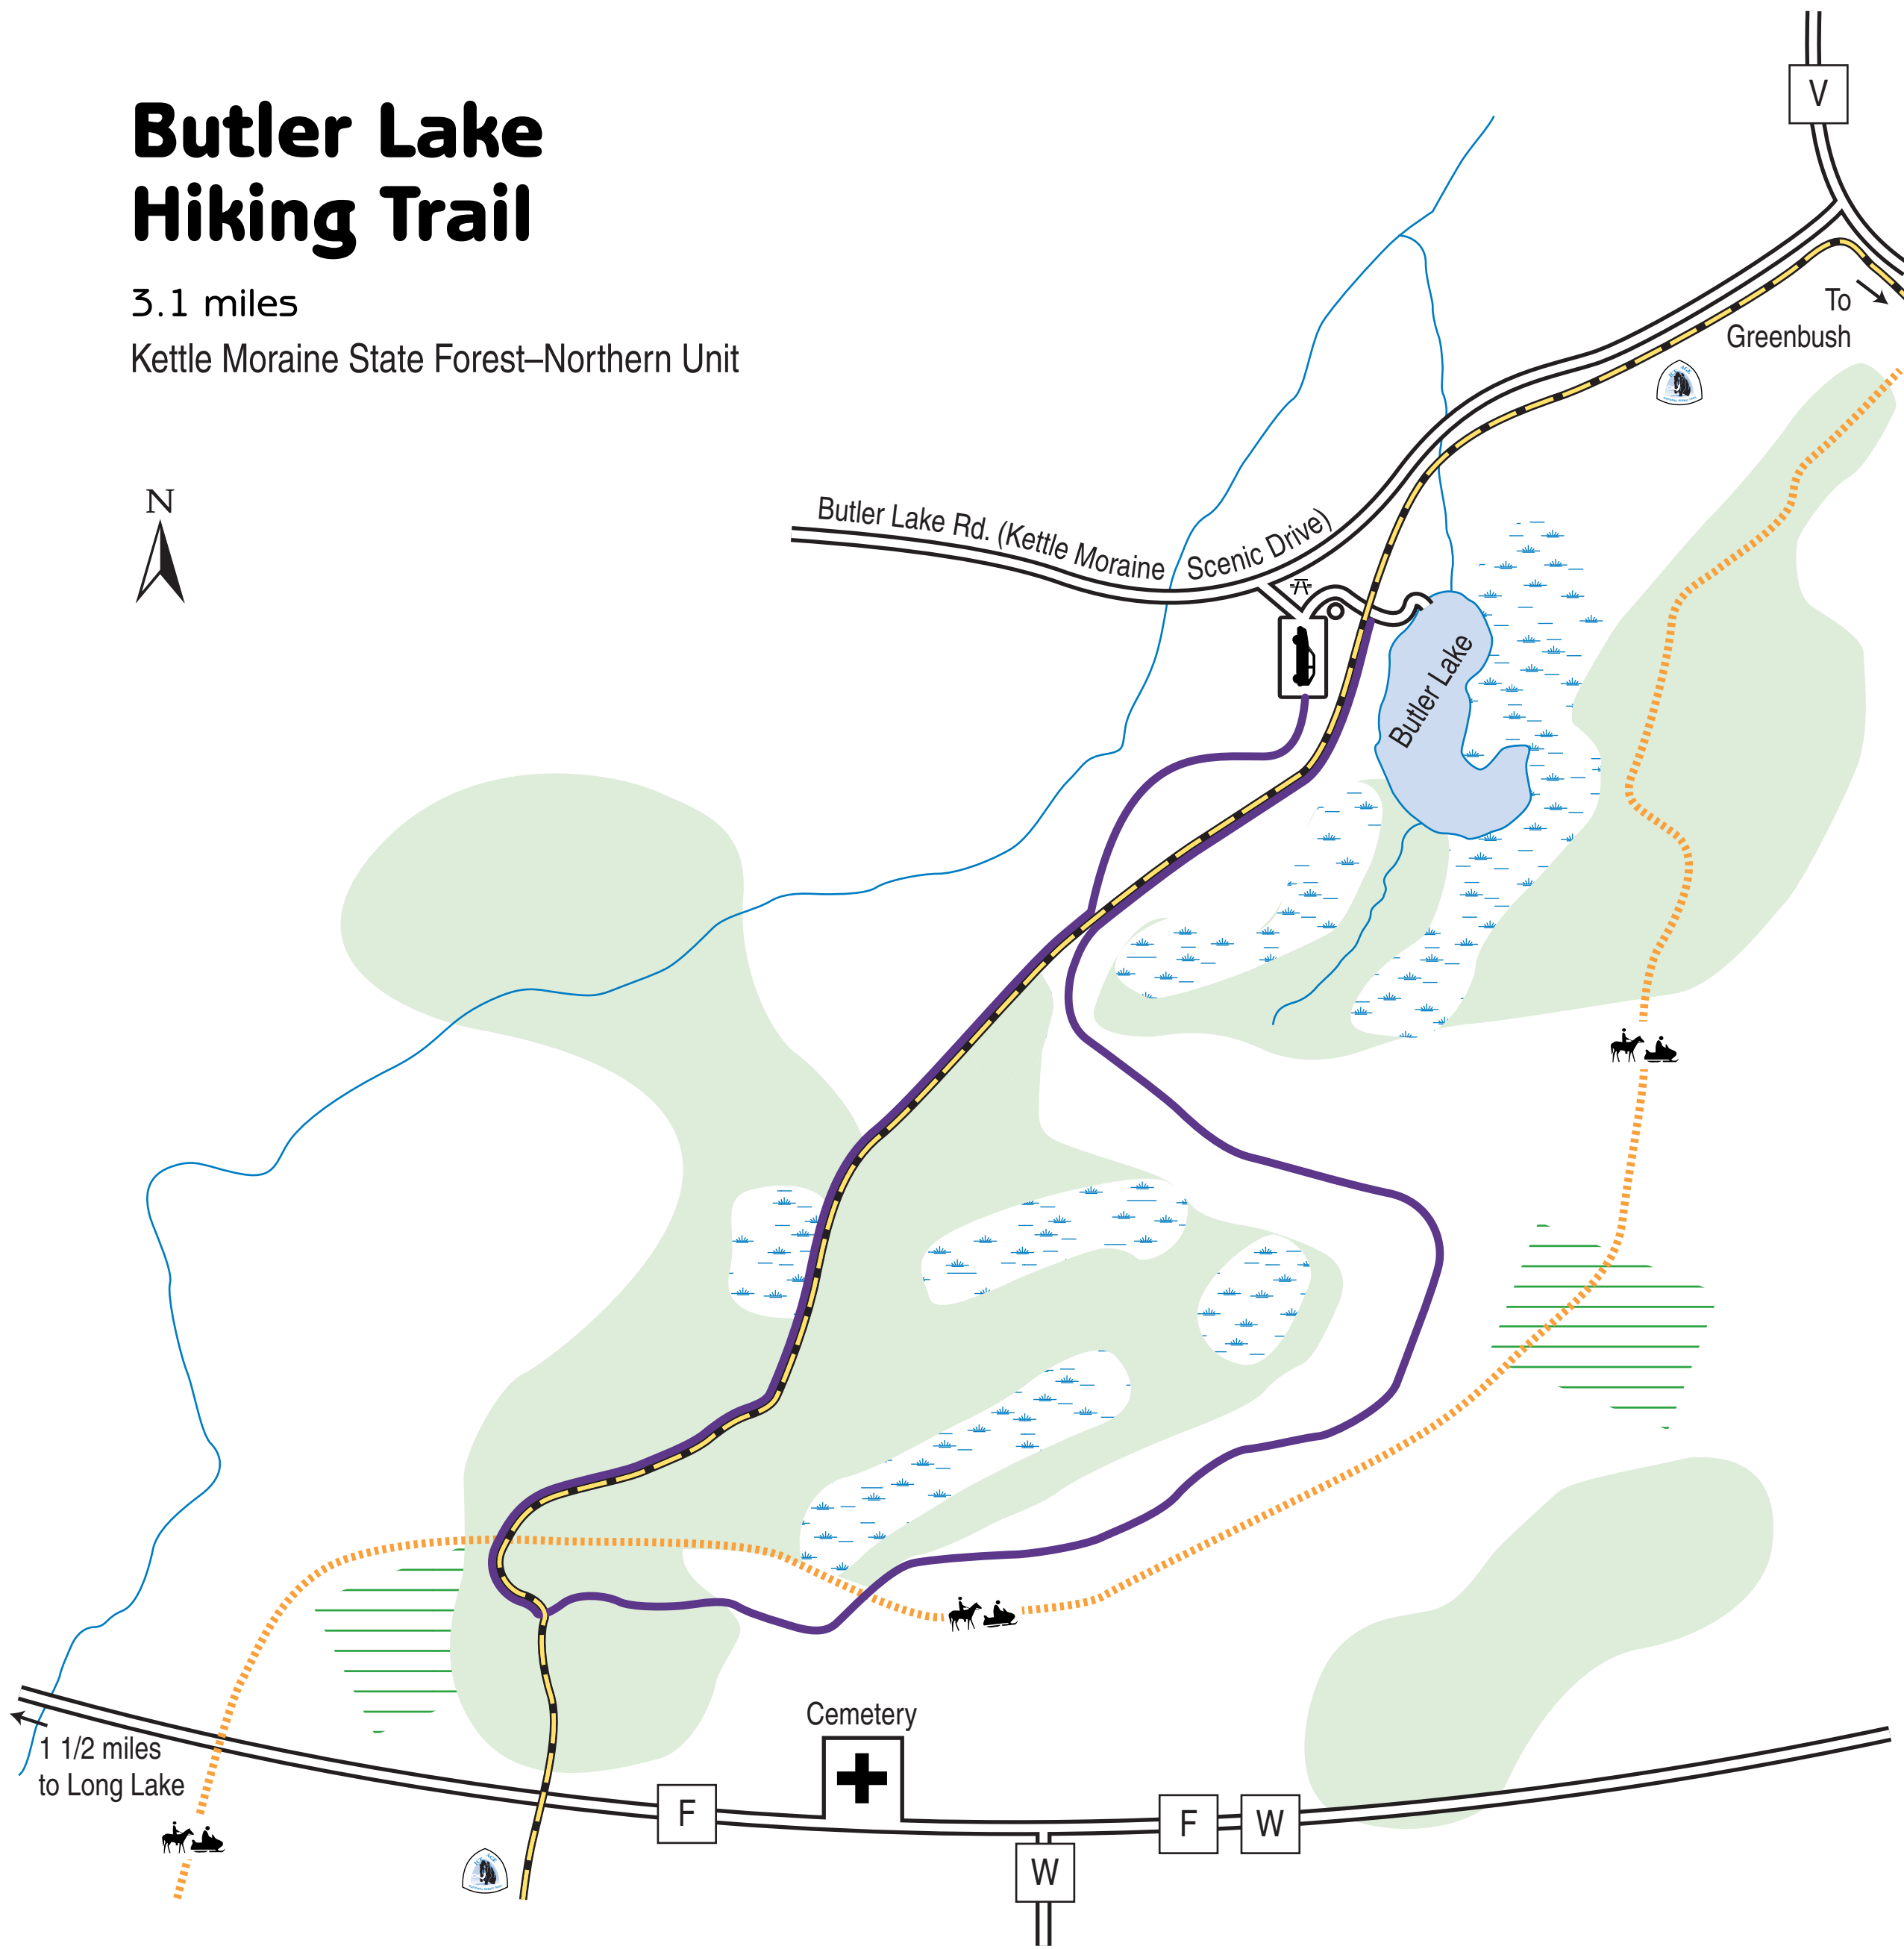 Butler Lake
Hiking Trail
3.1 miles
Kettle Moraine State Forest–Northern Unit
V
To
Greenbush
N
Butler Lake Rd. (Kettle Moraine Scenic Drive)
Butler Lake
Cemetery
1 1/2 miles
to Long Lake
F
F
W
W